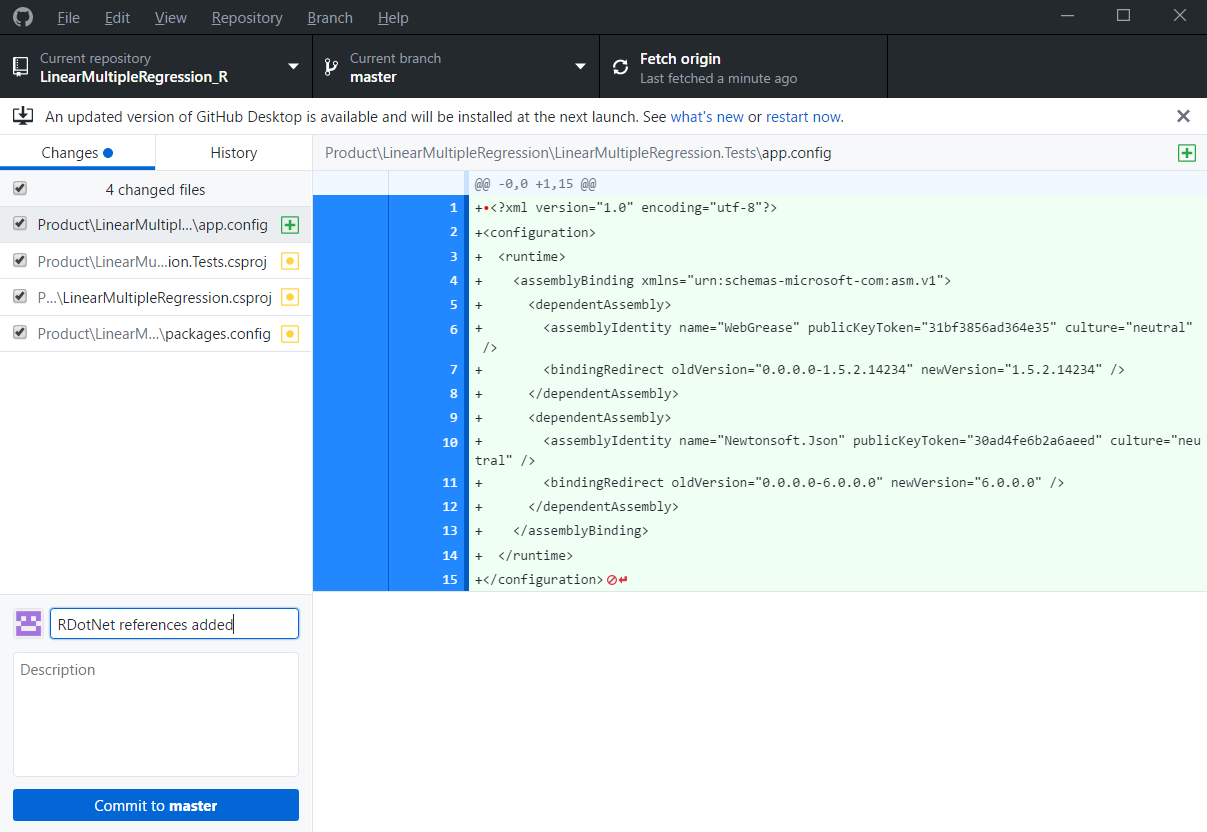 File Edit View Repository Branch Help
Current repository
LinearMultipleRegression_R
Current branch
master
Fetch origin
Last fetched a minute ago
An updated version of GitHub Desktop is available and will be installed at the next launch. See what's new or restart now.
Changes
History
4 changed files
Product\LinearMultipl...\app.config
Product\LinearMu...ion.Tests.csproj
P...\LinearMultipleRegression.csproj
Product\LinearM...\packages.config
RDotNet references added
Description
Commit to master
Product\LinearMultipleRegression\LinearMultipleRegression.Tests\app.config
@@ -0,0 +1,15 @@
1 +•<?xml version="1.0" encoding="utf-8"?>
2 +<configuration>
3 +  <runtime>
4 +    <assemblyBinding xmlns="urn:schemas-microsoft-com:asm.v1">
5 +      <dependentAssembly>
6 +        <assemblyIdentity name="WebGrease" publicKeyToken="31bf3856ad364e35" culture="neutral"
/>
7 +        <bindingRedirect oldVersion="0.0.0.0-1.5.2.14234" newVersion="1.5.2.14234" />
8 +      </dependentAssembly>
9 +      <dependentAssembly>
10 +        <assemblyIdentity name="Newtonsoft.Json" publicKeyToken="30ad4fe6b2a6aeed" culture="neu
tral" />
11 +        <bindingRedirect oldVersion="0.0.0.0-6.0.0.0" newVersion="6.0.0.0" />
12 +      </dependentAssembly>
13 +    </assemblyBinding>
14 +  </runtime>
15 +</configuration>